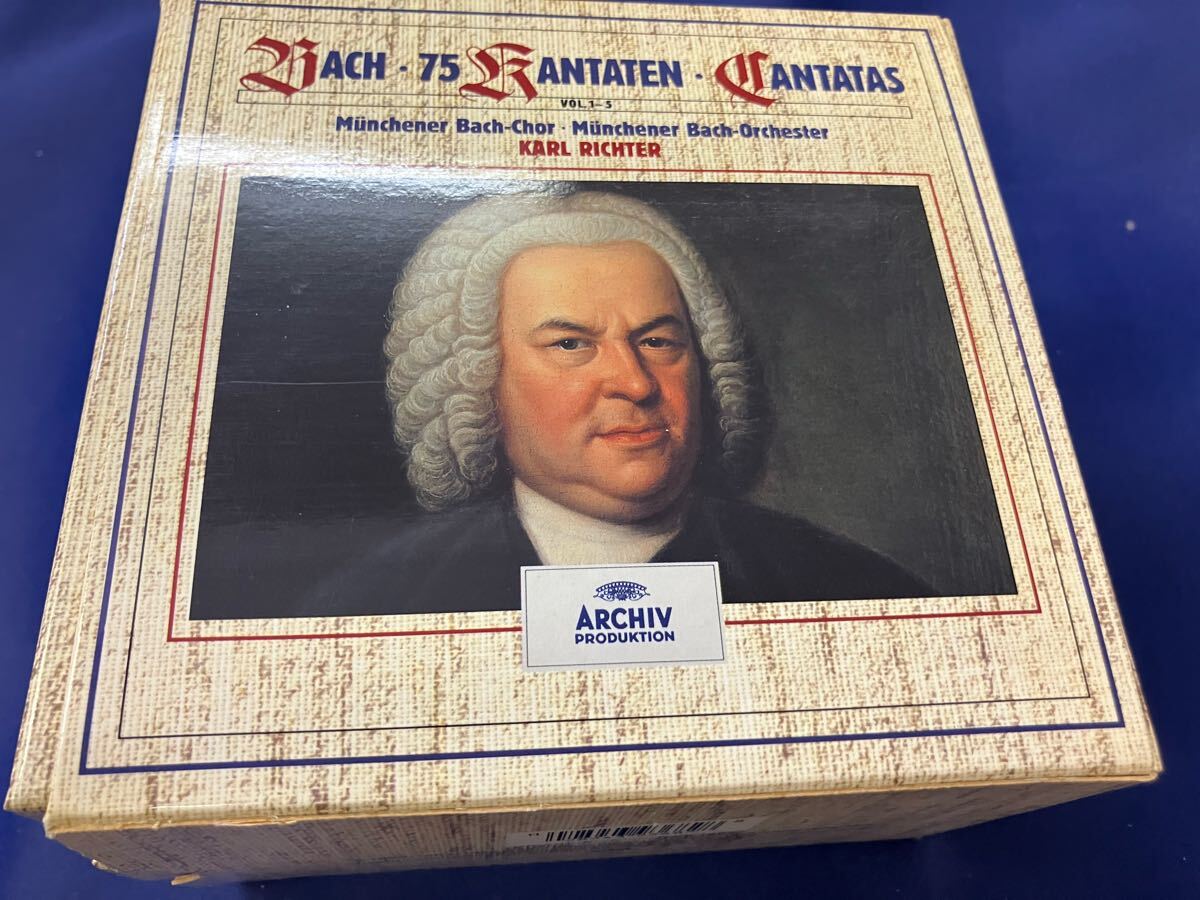 BACH · 75 KANTATEN · CANTATAS
VOL. 1–5
Münchener Bach-Chor · Münchener Bach-Orchester
KARL RICHTER
ARCHIV
PRODUKTION